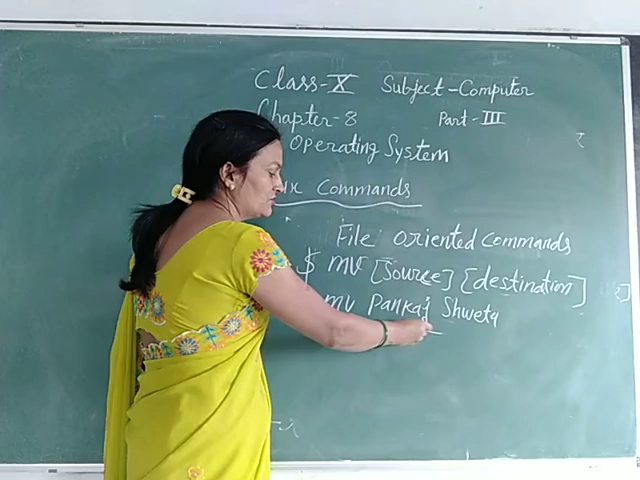 Class-X Subject-Computer
Chapter-8 Part-III
Operating System
Commands
File oriented commands
$ mv [Source] [destination]
mv Pankaj Shweta